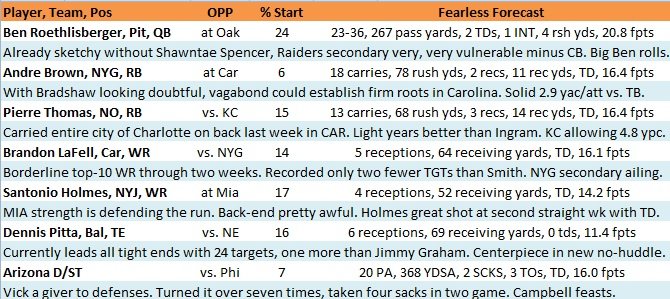 Player, Team, Pos OPP % Start Fearless Forecast
Ben Roethlisberger, Pit, QB at Oak 24 23-36, 267 pass yards, 2 TDs, 1 INT, 4 rsh yds, 20.8 fpts
Already sketchy without Shawntae Spencer, Raiders secondary very, very vulnerable minus CB. Big Ben rolls.
Andre Brown, NYG, RB at Car 6 18 carries, 78 rush yds, 2 recs, 11 rec yds, TD, 16.4 fpts
With Bradshaw looking doubtful, vagabond could establish firm roots in Carolina. Solid 2.9 yac/att vs. TB.
Pierre Thomas, NO, RB vs. KC 15 13 carries, 68 rush yds, 3 recs, 14 rec yds, TD, 16.4 fpts
Carried entire city of Charlotte on back last week in CAR. Light years better than Ingram. KC allowing 4.8 ypc.
Brandon LaFell, Car, WR vs. NYG 14 5 receptions, 64 receiving yards, TD, 16.1 fpts
Borderline top-10 WR through two weeks. Recorded only two fewer TGTs than Smith. NYG secondary ailing.
Santonio Holmes, NYJ, WR at Mia 17 4 receptions, 52 receiving yards, TD, 14.2 fpts
MIA strength is defending the run. Back-end pretty awful. Holmes great shot at second straight wk with TD.
Dennis Pitta, Bal, TE vs. NE 16 6 receptions, 69 receiving yards, 0 tds, 11.4 fpts
Currently leads all tight ends with 24 targets, one more than Jimmy Graham. Centerpiece in new no-huddle.
Arizona D/ST vs. Phi 7 20 PA, 368 YDSA, 2 SCKS, 3 TOs, TD, 16.0 fpts
Vick a giver to defenses. Turned it over seven times, taken four sacks in two game. Campbell feasts.